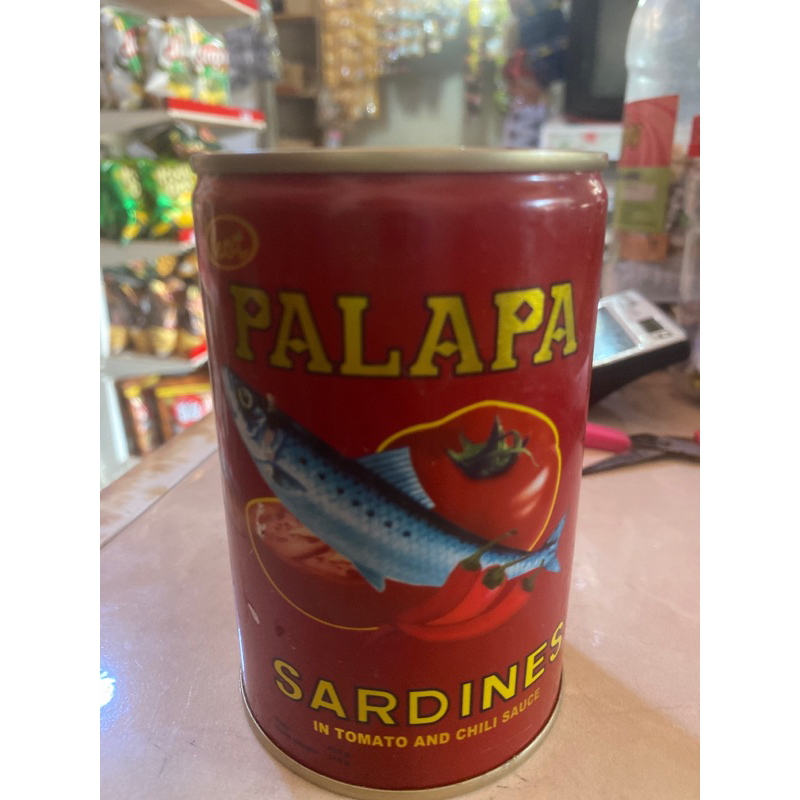 PALAPA
SARDINES
IN TOMATO AND CHILI SAUCE